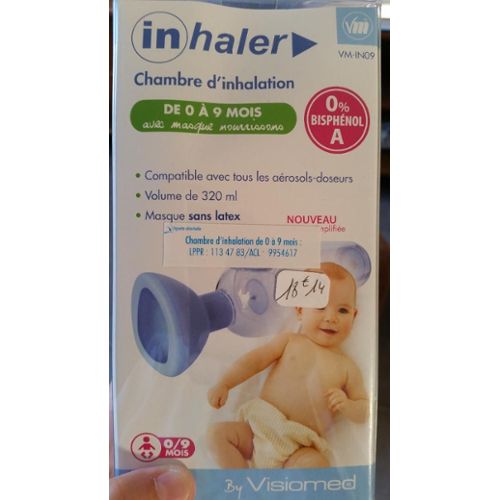 inhaler
VM
VM-IN09
Chambre d'inhalation
DE 0 À 9 MOIS
avec masque nourrissons
0%
BISPHÉNOL
A
• Compatible avec tous les aérosols-doseurs
• Volume de 320 ml
• Masque sans latex
NOUVEAU
Chambre d'inhalation de 0 à 9 mois :
LPPR : 113 47 83/ACL : 9954617
18€14
0/9
MOIS
By Visiomed